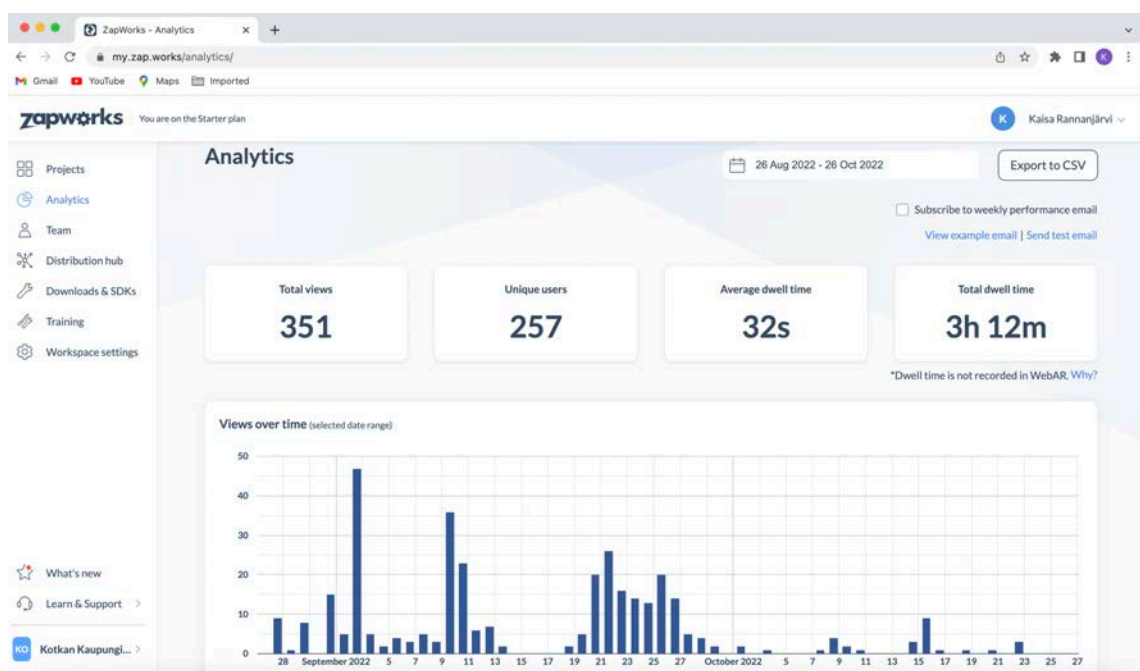 ZapWorks - Analytics
my.zap.works/analytics/
Gmail YouTube Maps Imported K
zapworks You are on the Starter plan K Kaisa Rannanjärvi
Projects
Analytics
Team
Distribution hub
Downloads & SDKs
Training
Workspace settings
What's new
Learn & Support
KO Kotkan Kaupungi...
Analytics
26 Aug 2022 - 26 Oct 2022 Export to CSV
Subscribe to weekly performance email
View example email | Send test email
Total views Unique users Average dwell time Total dwell time
351 257 32s 3h 12m
*Dwell time is not recorded in WebAR. Why?
Views over time (selected date range)
50
40
30
20
10
0
28 September 2022 5 7 9 11 13 15 17 19 21 23 25 27 October 2022 5 7 9 11 13 15 17 19 21 23 25 27